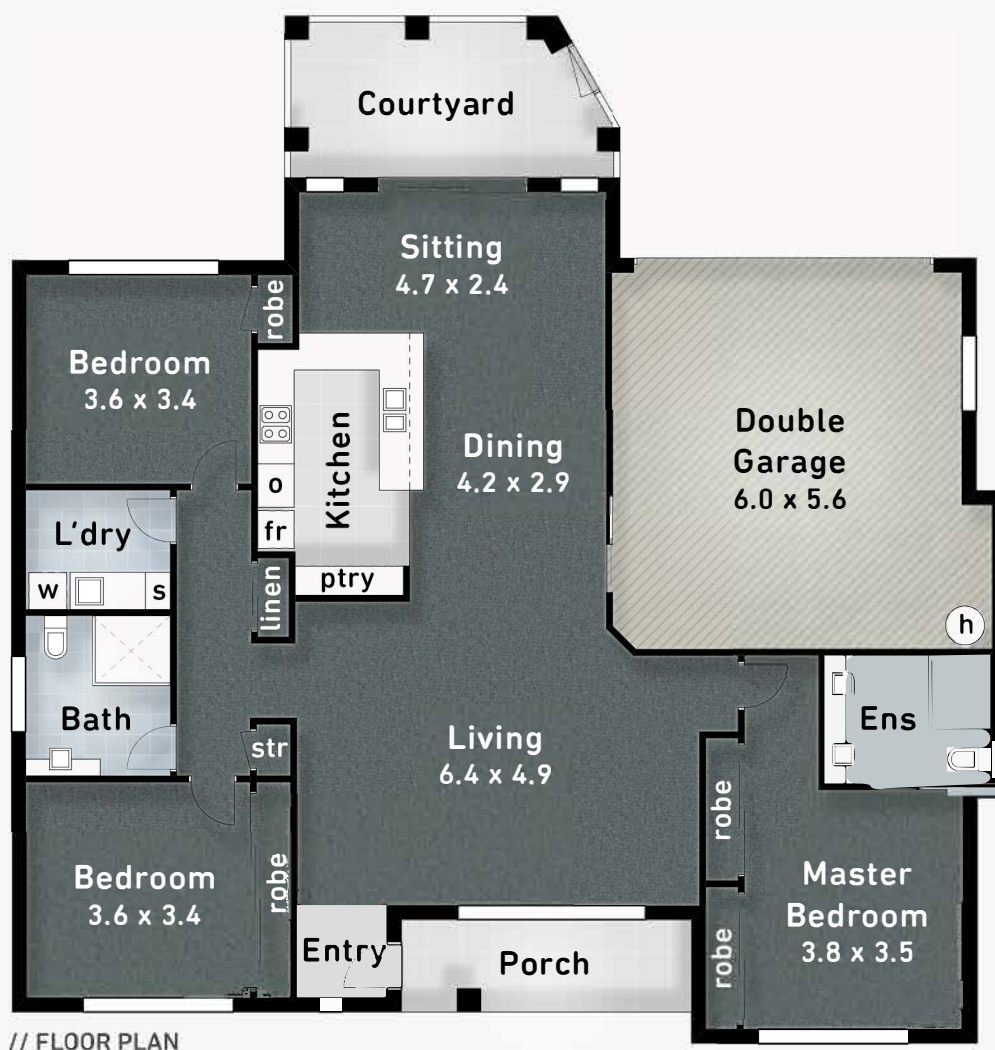 Courtyard
Sitting
4.7 x 2.4
robe
Bedroom
3.6 x 3.4
Kitchen
Dining
4.2 x 2.9
Double
Garage
6.0 x 5.6
o
fr
L'dry
w
s
linen
ptry
h
Bath
str
Living
6.4 x 4.9
Ens
robe
Bedroom
3.6 x 3.4
robe
Master
Bedroom
3.8 x 3.5
Entry
Porch
robe
// FLOOR PLAN